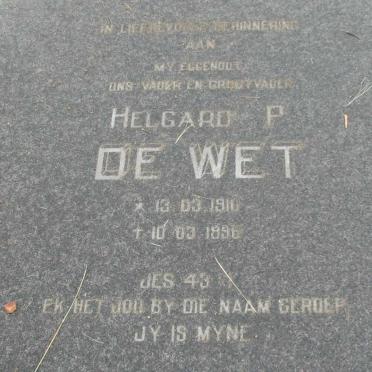 IN LIEFDEVOLLE HERINNERING
AAN
MY EGGENOOT
ONS VADER EN GROOTVADER
HELGARD P
DE WET
* 13.03.1910
† 10.03.1996
JES 43
EK HET JOU BY DIE NAAM GEROEP,
JY IS MYNE